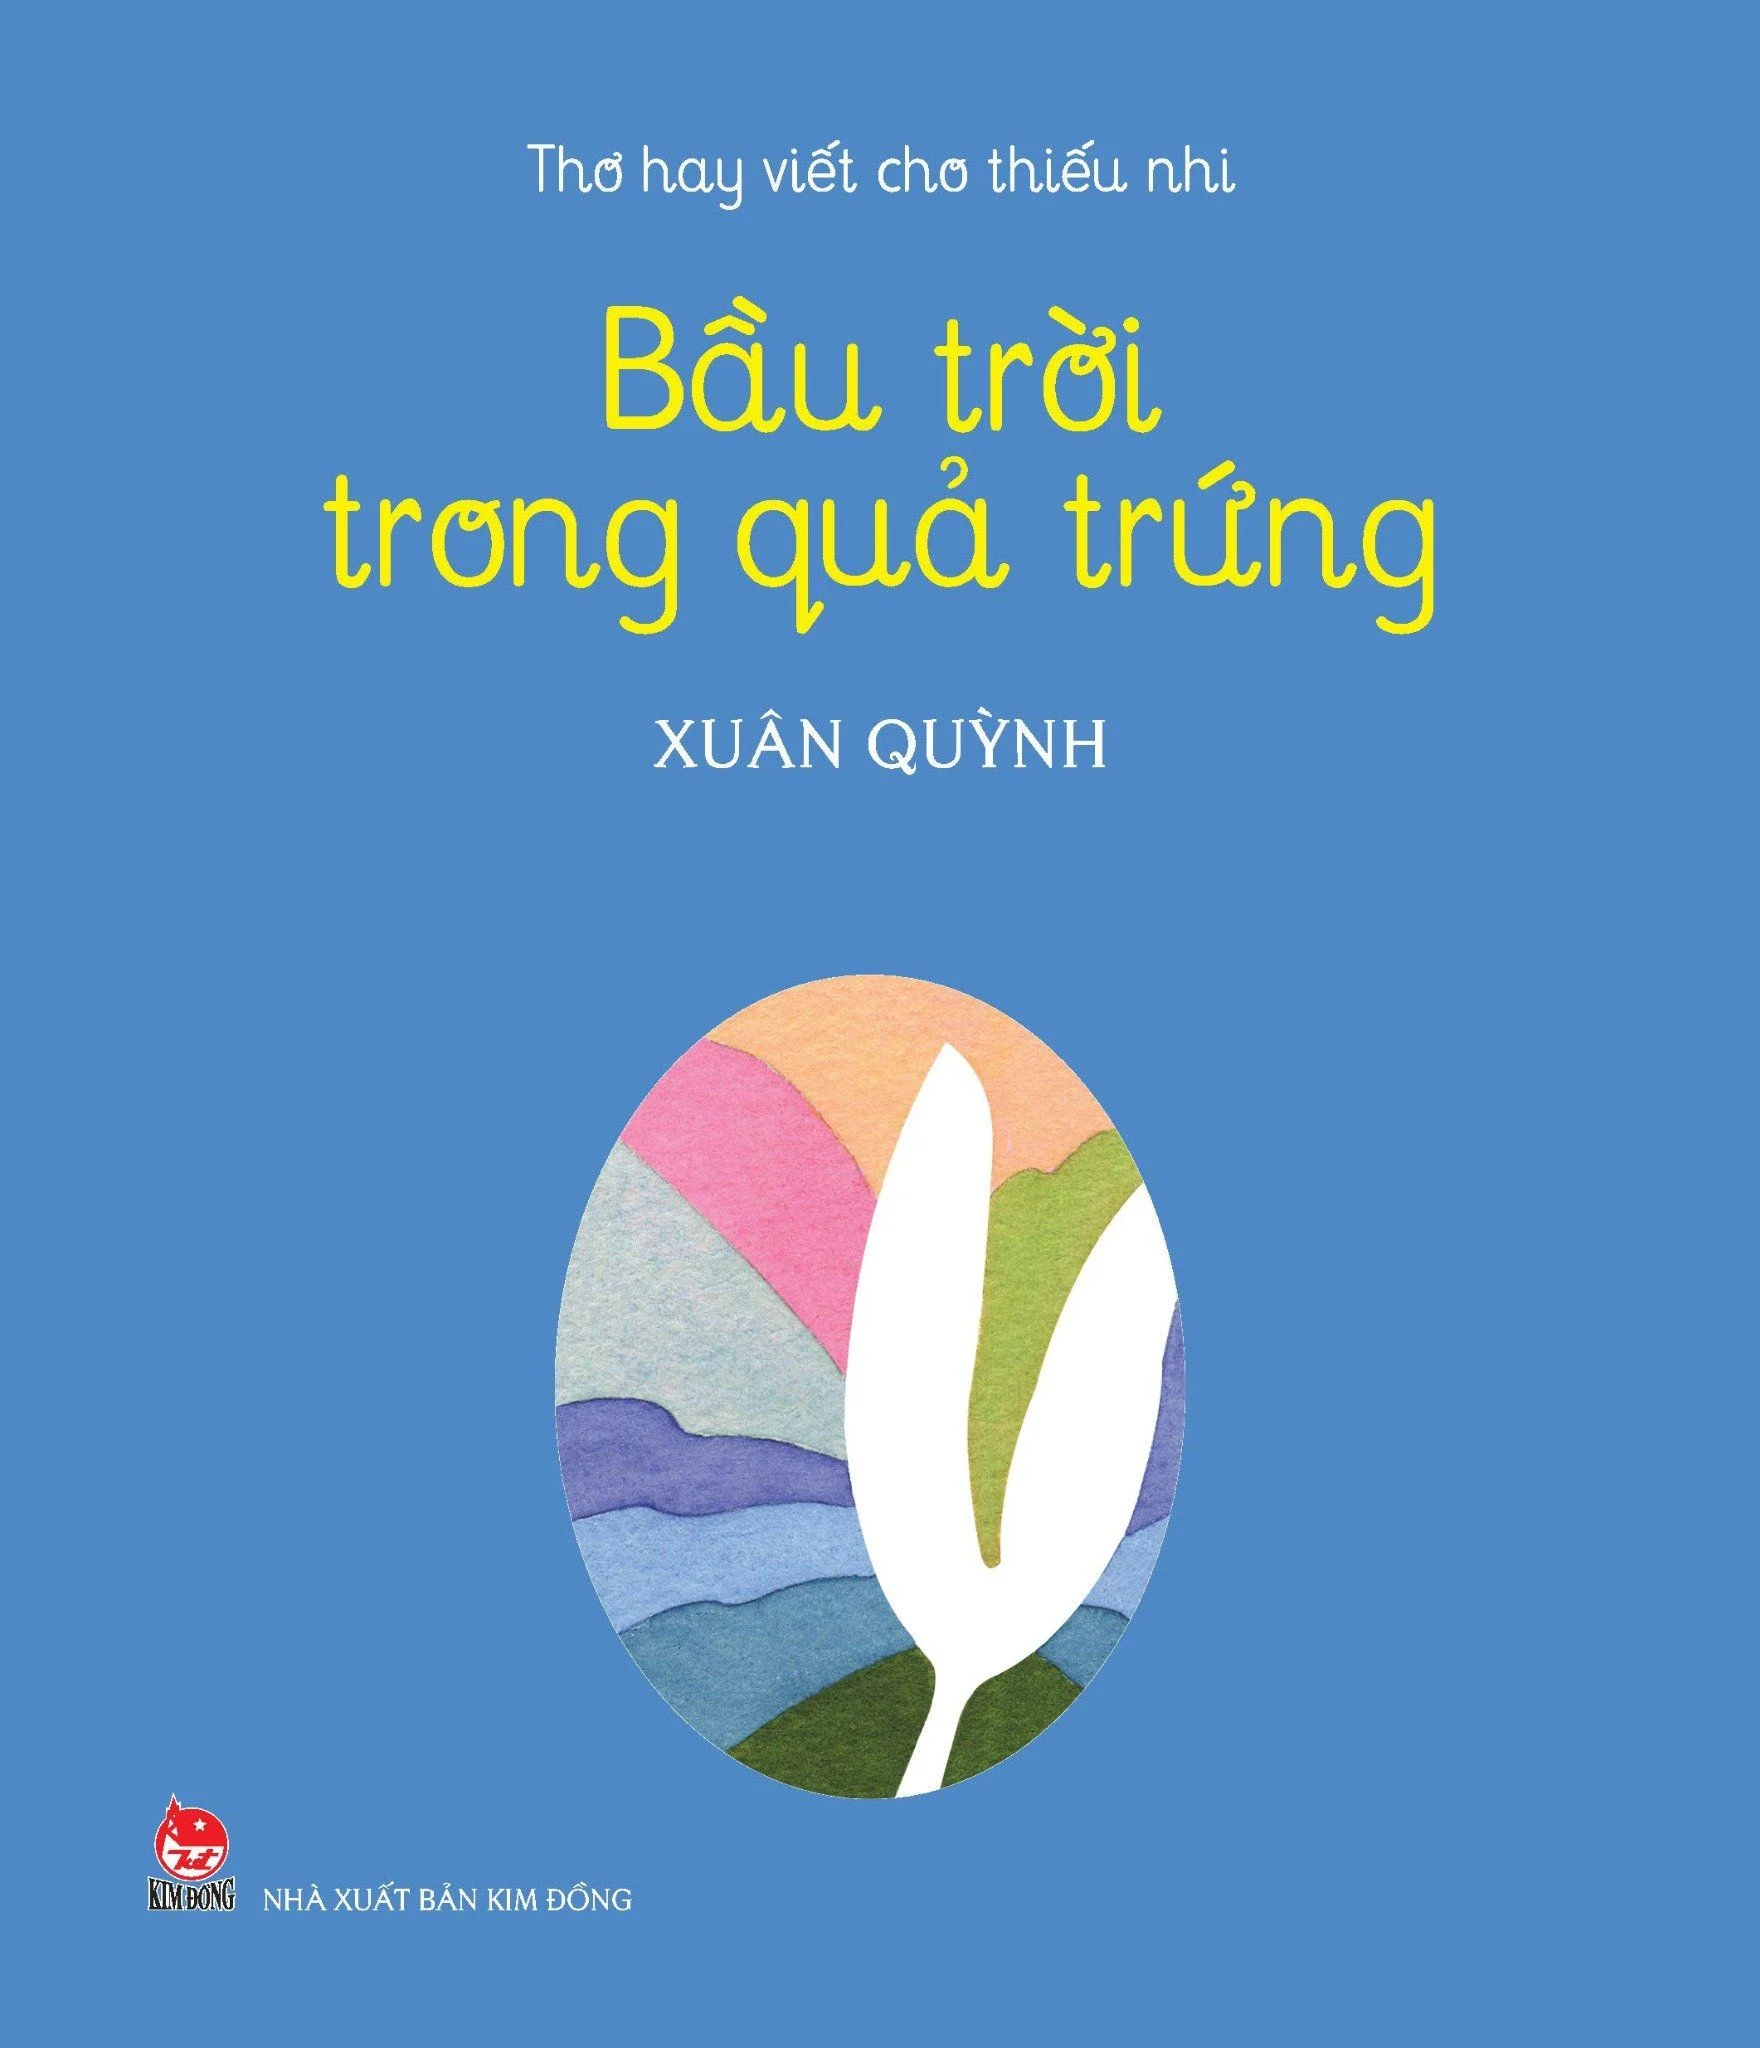 Thơ hay viết cho thiếu nhi
Bầu trời
trong quả trứng
XUÂN QUỲNH
Kđ
KIM ĐỒNG
NHÀ XUẤT BẢN KIM ĐỒNG